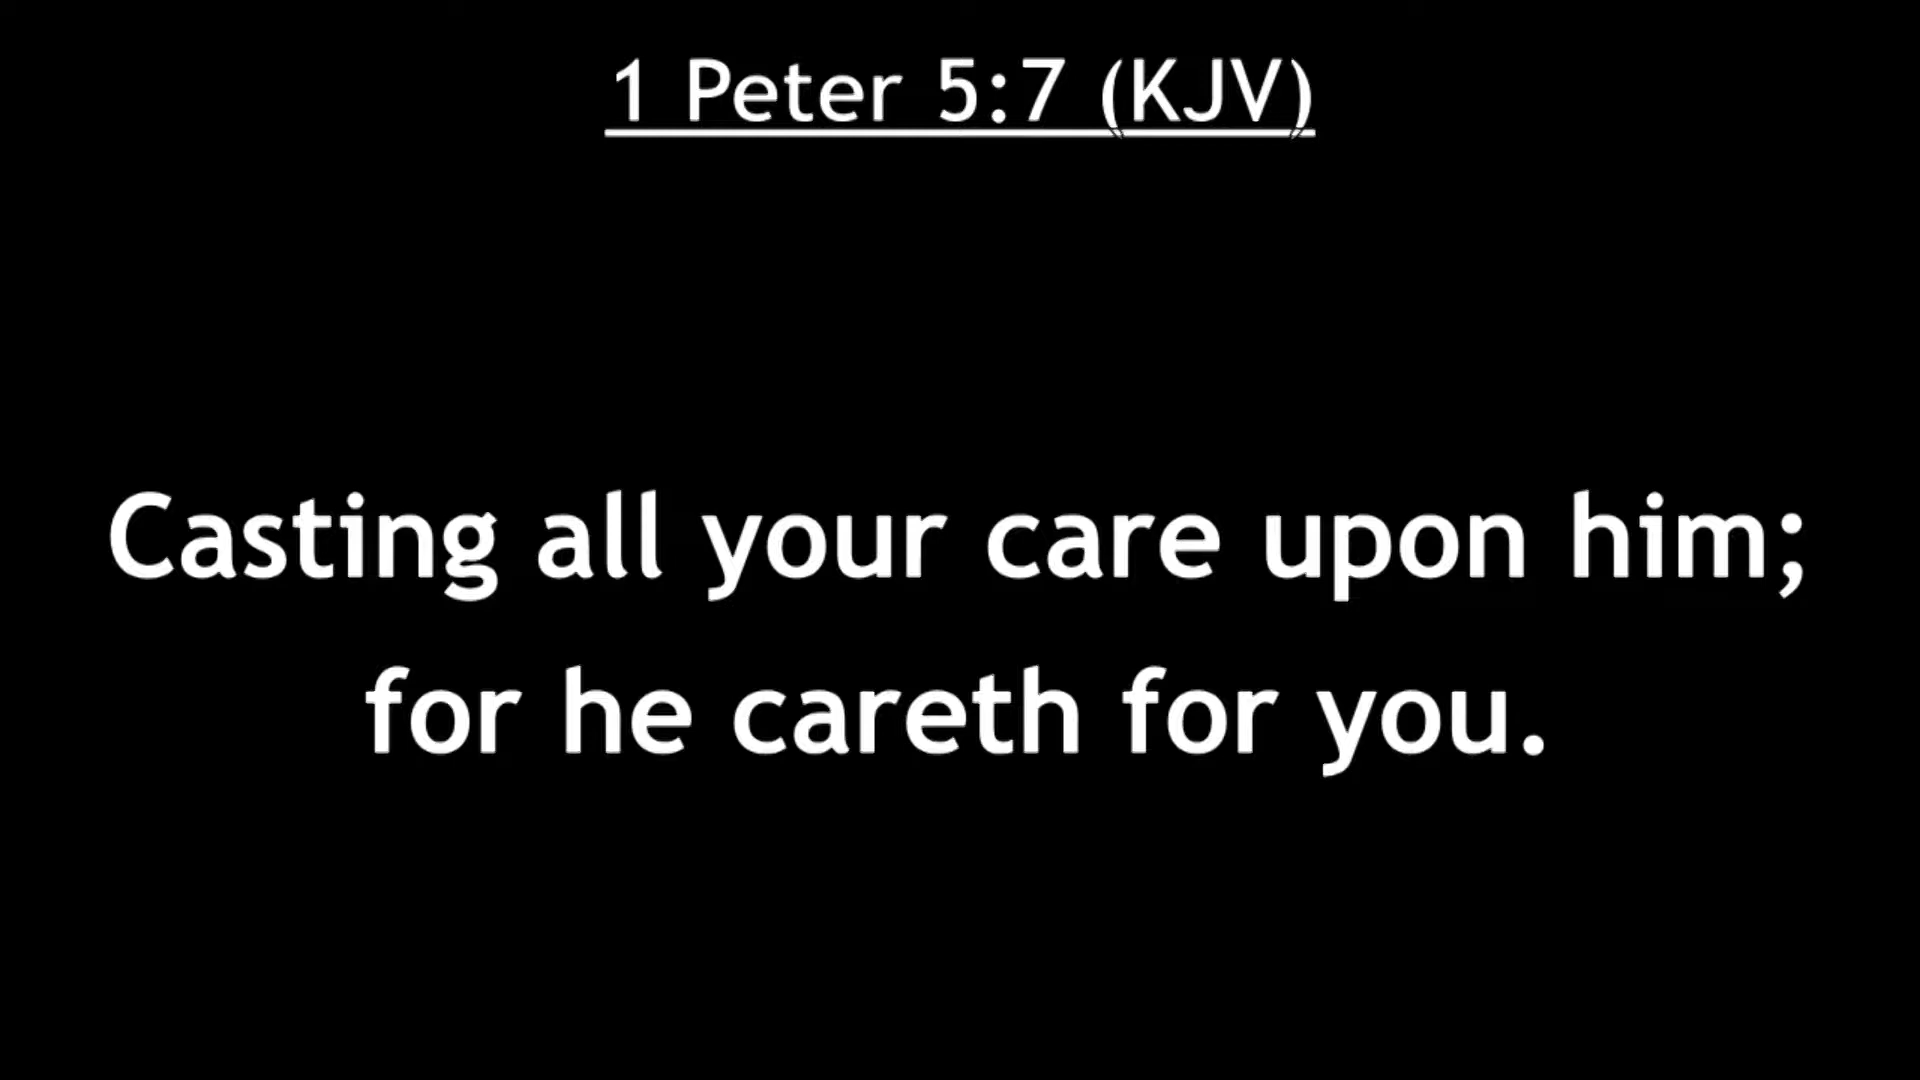 1 Peter 5:7 (KJV)
Casting all your care upon him;
for he careth for you.